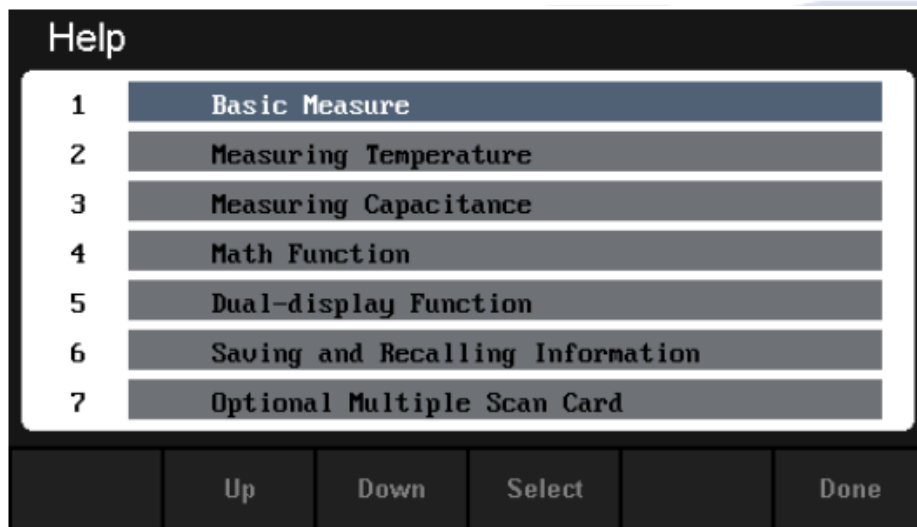 Help
1 Basic Measure
2 Measuring Temperature
3 Measuring Capacitance
4 Math Function
5 Dual-display Function
6 Saving and Recalling Information
7 Optional Multiple Scan Card
Up Down Select Done